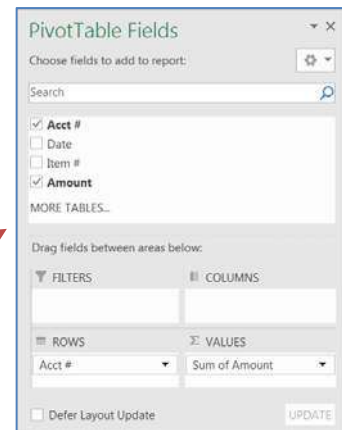 PivotTable Fields
Choose fields to add to report:
Search
Acct #
Date
Item #
Amount
MORE TABLES...
Drag fields between areas below:
FILTERS
COLUMNS
ROWS
Σ VALUES
Acct #
Sum of Amount
Defer Layout Update
UPDATE